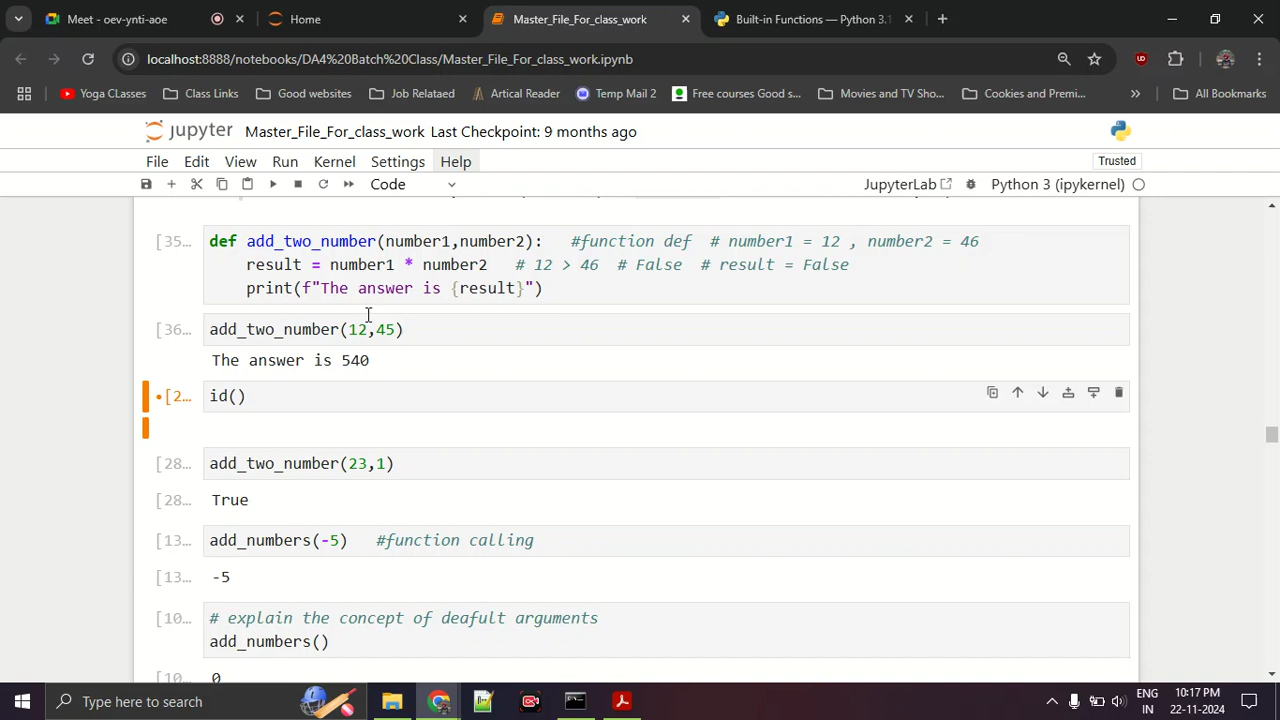 Meet - oev-ynti-aoe
Home
Master_File_For_class_work
Built-in Functions — Python 3.1
localhost:8888/notebooks/DA4%20Batch%20Class/Master_File_For_class_work.ipynb
Yoga CLasses
Class Links
Good websites
Job Relataed
Artical Reader
Temp Mail 2
Free courses Good s...
Movies and TV Sho...
Cookies and Premi...
All Bookmarks
jupyter Master_File_For_class_work Last Checkpoint: 9 months ago
File Edit View Run Kernel Settings Help
Trusted
Code
JupyterLab
Python 3 (ipykernel)
[35... def add_two_number(number1,number2): #function def # number1 = 12 , number2 = 46
result = number1 * number2 # 12 > 46 # False # result = False
print(f"The answer is {result}")
[36... add_two_number(12,45)
The answer is 540
•[2... id()
[28... add_two_number(23,1)
[28... True
[13... add_numbers(-5) #function calling
[13... -5
[10... # explain the concept of deafult arguments
add_numbers()
[10... 0
Type here to search
ENG
IN
10:17 PM
22-11-2024